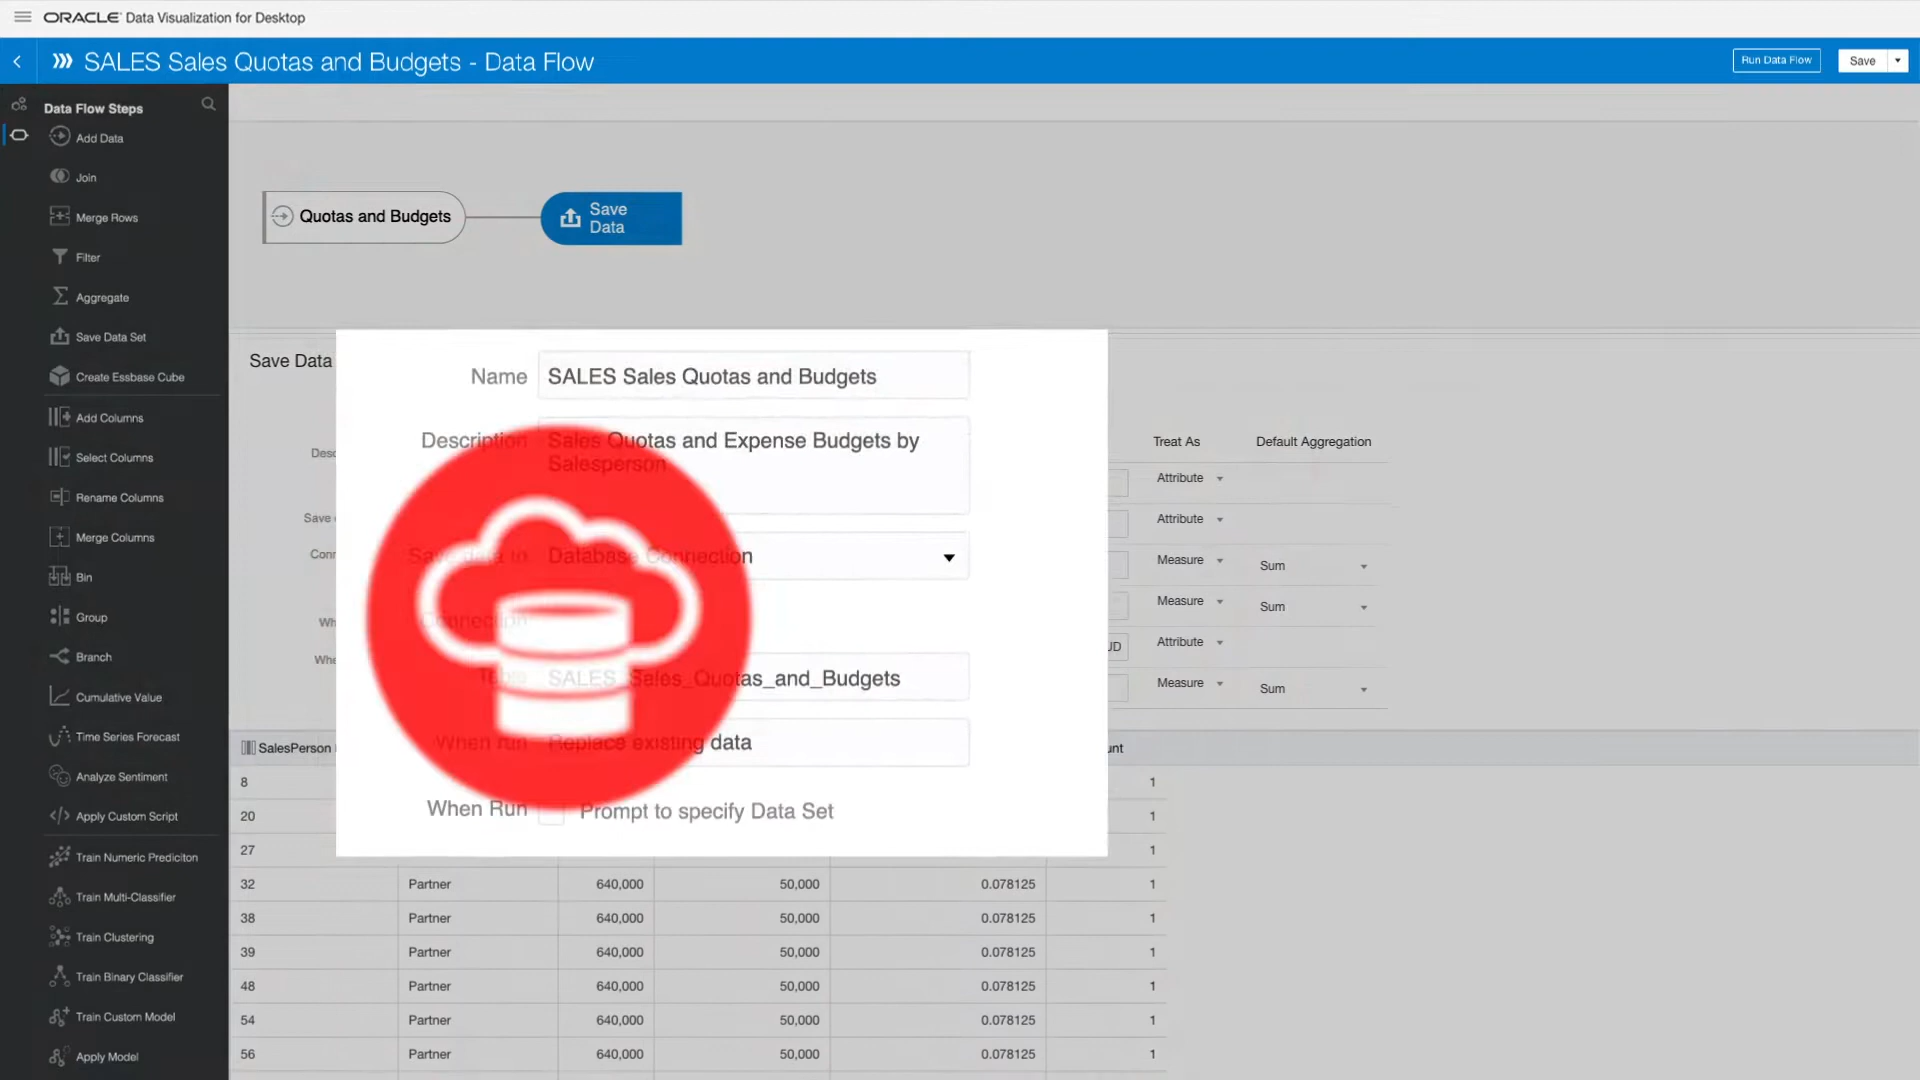 ORACLE Data Visualization for Desktop
SALES Sales Quotas and Budgets - Data Flow
Run Data Flow
Save
Data Flow Steps
Add Data
Join
Merge Rows
Filter
Aggregate
Save Data Set
Create Essbase Cube
Add Columns
Select Columns
Rename Columns
Merge Columns
Bin
Group
Branch
Cumulative Value
Time Series Forecast
Analyze Sentiment
Apply Custom Script
Train Numeric Prediciton
Train Multi-Classifier
Train Clustering
Train Binary Classifier
Train Custom Model
Apply Model
Quotas and Budgets
Save
Data
Save Data
Name SALES Sales Quotas and Budgets
Description Sales Quotas and Expense Budgets by
Salesperson
Save data to Database Connection
Connection
Table SALES_Sales_Quotas_and_Budgets
When run Replace existing data
When Run Prompt to specify Data Set
Treat As Default Aggregation
Attribute
Attribute
Measure Sum
Measure Sum
Attribute
Measure Sum
SalesPerson
8 1
20 1
27 1
32 Partner 640,000 50,000 0.078125 1
38 Partner 640,000 50,000 0.078125 1
39 Partner 640,000 50,000 0.078125 1
48 Partner 640,000 50,000 0.078125 1
54 Partner 640,000 50,000 0.078125 1
56 Partner 640,000 50,000 0.078125 1